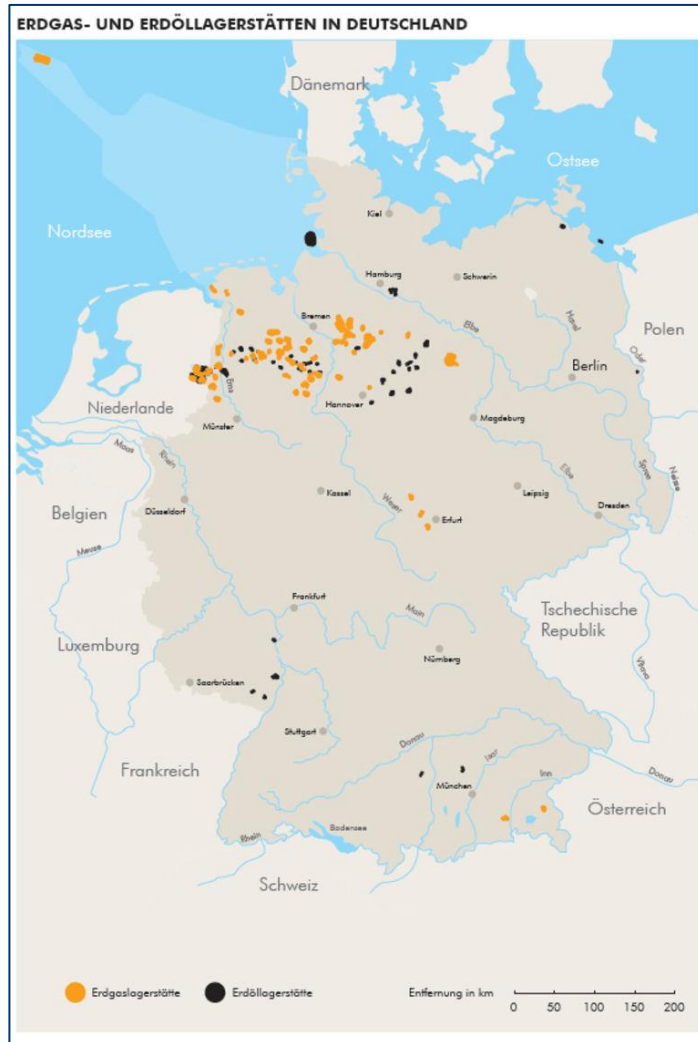 ERDGAS- UND ERDÖLLAGERSTÄTTEN IN DEUTSCHLAND
Dänemark
Ostsee
Kiel
Nordsee
Hamburg
Schwerin
Bremen
Elbe
Havel
Polen
Oder
Berlin
Ems
Niederlande
Hannover
Münster
Magdeburg
Maas
Rhein
Spree
Neisse
Elbe
Kassel
Leipzig
Weser
Belgien
Düsseldorf
Erfurt
Dresden
Meuse
Frankfurt
Main
Tschechische
Republik
Luxemburg
Nürnberg
Vltava
Saarbrücken
Stuttgart
Donau
Isar
Frankreich
Inn
Donau
München
Österreich
Bodensee
Rhein
Schweiz
Erdgaslagerstätte
Erdöllagerstätte
Entfernung in km
0 50 100 150 200